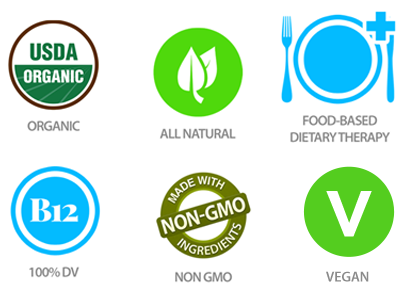 USDA
ORGANIC
ORGANIC
ALL NATURAL
FOOD-BASED
DIETARY THERAPY
B12
100% DV
MADE WITH
NON-GMO
INGREDIENTS
NON GMO
V
VEGAN